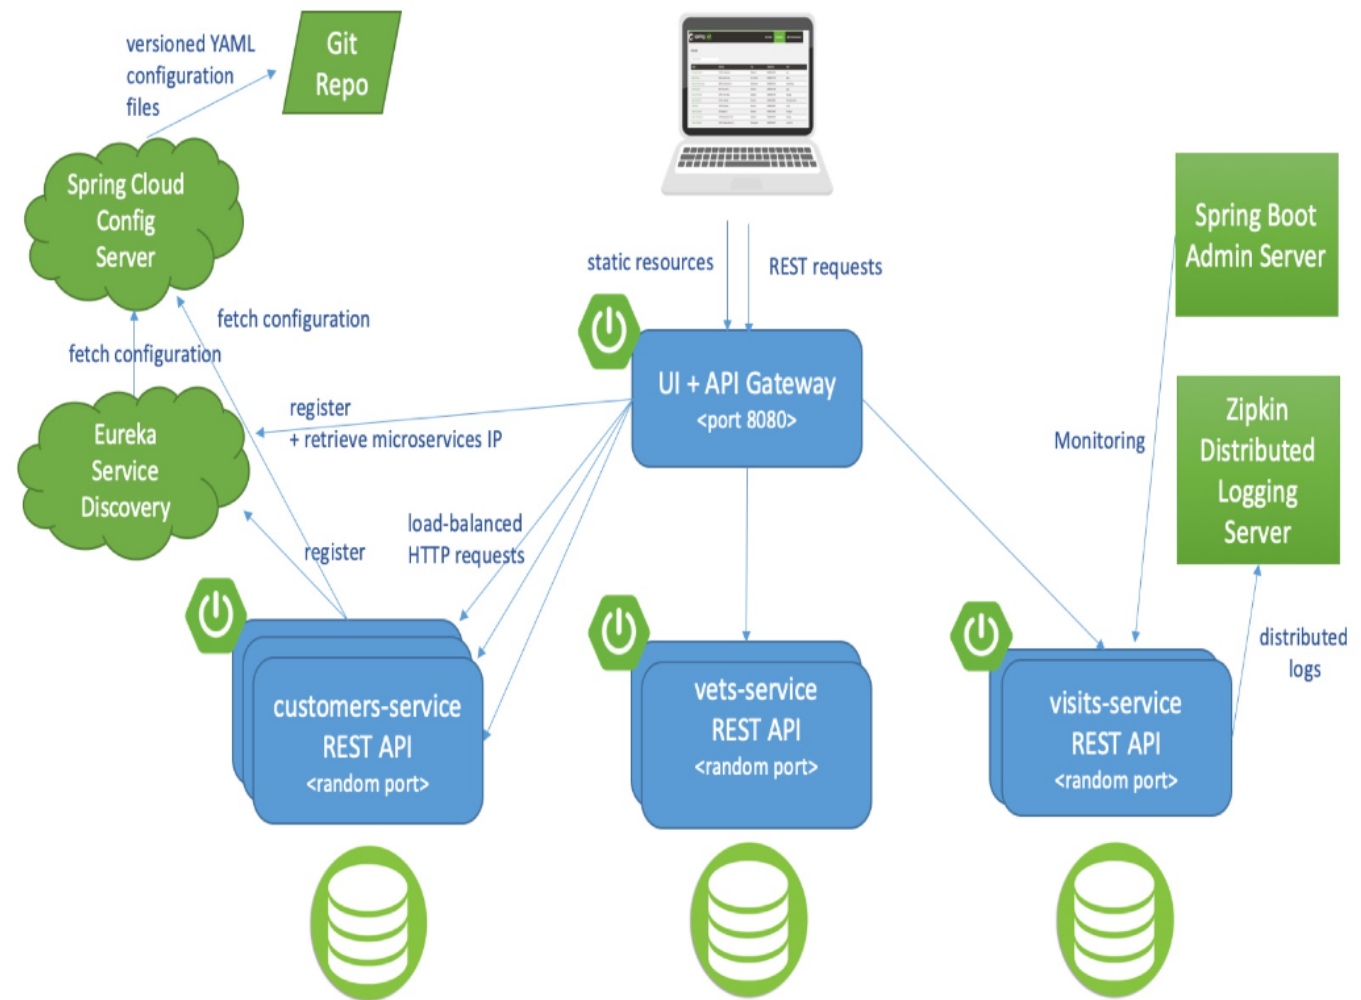 versioned YAML
configuration
files
Git
Repo
Spring Cloud
Config
Server
static resources
REST requests
Spring Boot
Admin Server
fetch configuration
fetch configuration
UI + API Gateway
<port 8080>
register
+ retrieve microservices IP
Eureka
Service
Discovery
Monitoring
Zipkin
Distributed
Logging
Server
load-balanced
HTTP requests
register
distributed
logs
customers-service
REST API
<random port>
vets-service
REST API
<random port>
visits-service
REST API
<random port>